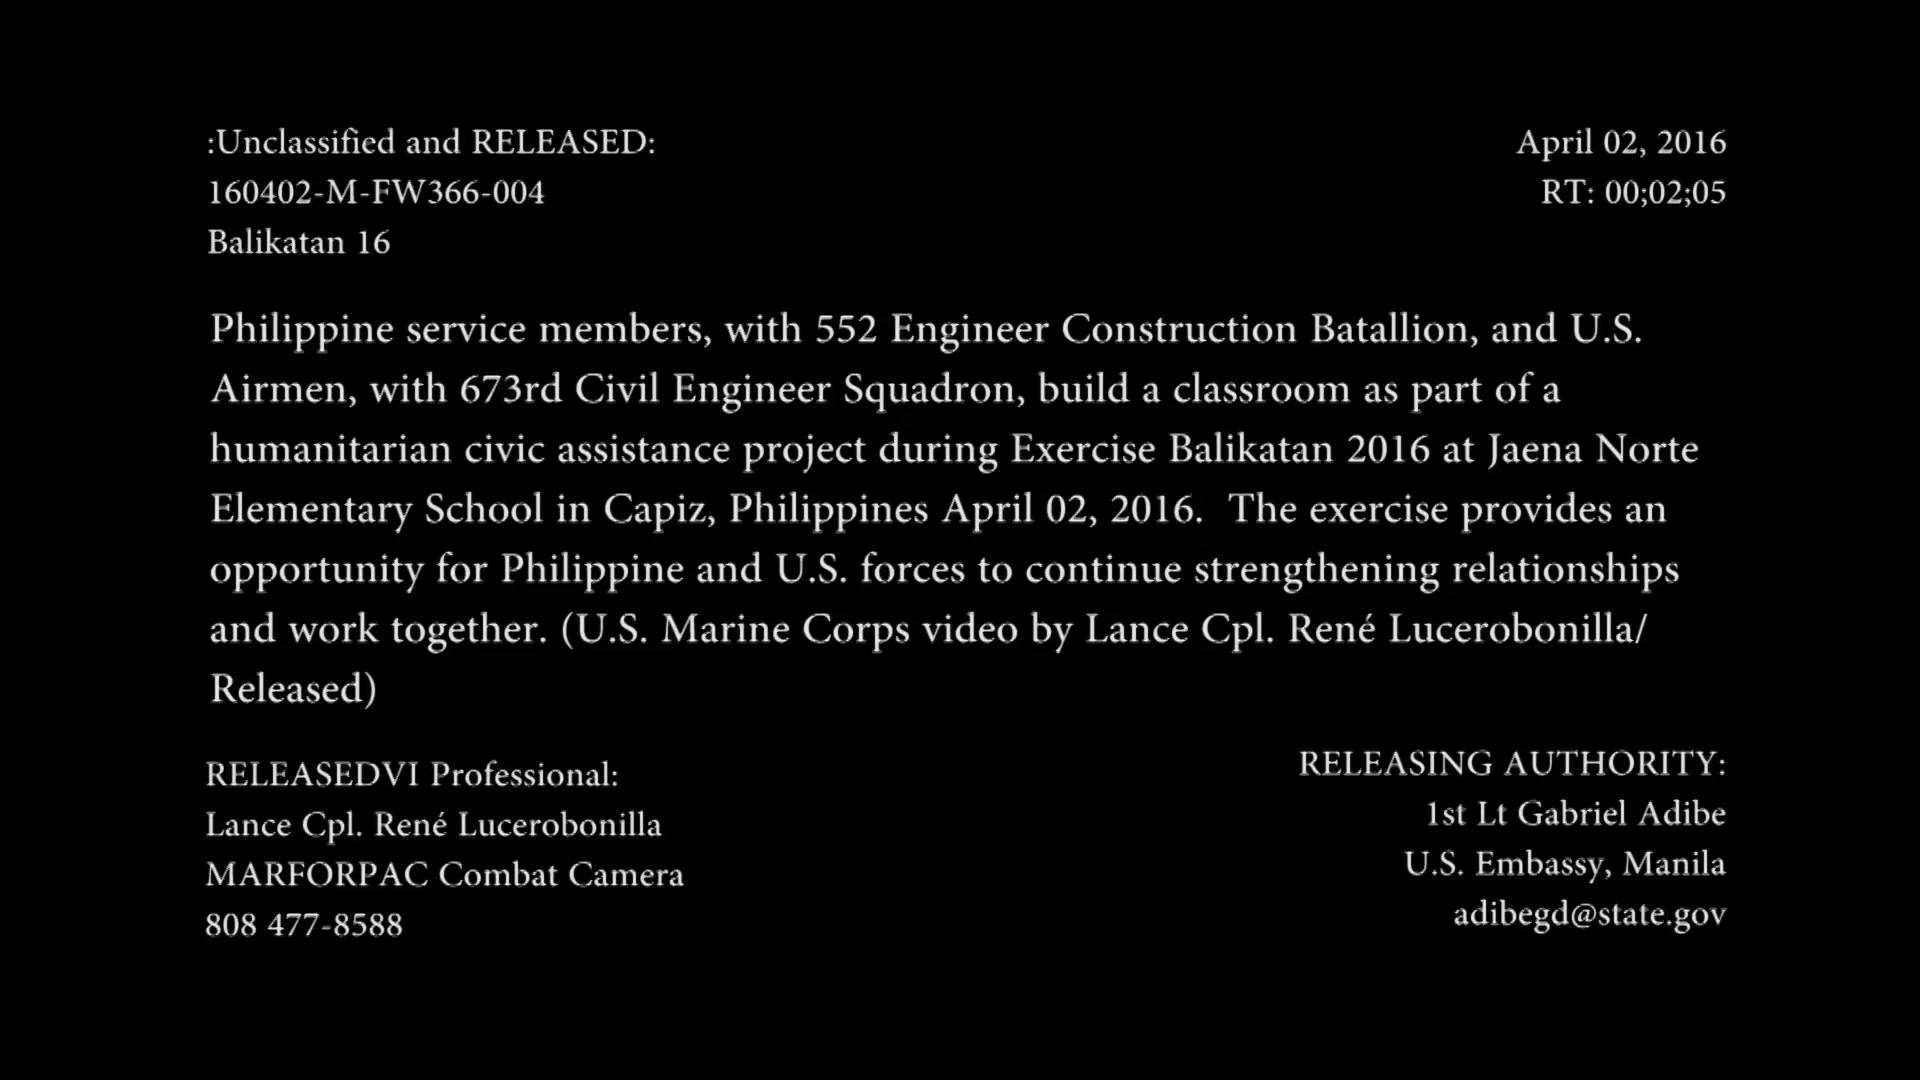 :Unclassified and RELEASED:
160402-M-FW366-004
Balikatan 16
April 02, 2016
RT: 00;02;05
Philippine service members, with 552 Engineer Construction Batallion, and U.S.
Airmen, with 673rd Civil Engineer Squadron, build a classroom as part of a
humanitarian civic assistance project during Exercise Balikatan 2016 at Jaena Norte
Elementary School in Capiz, Philippines April 02, 2016.  The exercise provides an
opportunity for Philippine and U.S. forces to continue strengthening relationships
and work together. (U.S. Marine Corps video by Lance Cpl. René Lucerobonilla/
Released)
RELEASEDVI Professional:
Lance Cpl. René Lucerobonilla
MARFORPAC Combat Camera
808 477-8588
RELEASING AUTHORITY:
1st Lt Gabriel Adibe
U.S. Embassy, Manila
adibegd@state.gov